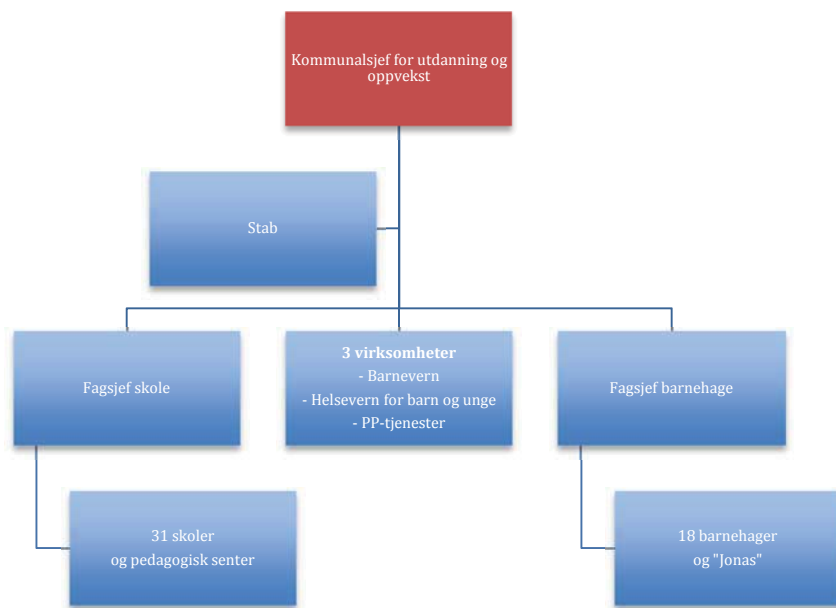 Kommunalsjef for utdanning og
oppvekst
Stab
Fagsjef skole
3 virksomheter
- Barnevern
- Helsevern for barn og unge
- PP-tjenester
Fagsjef barnehage
31 skoler
og pedagogisk senter
18 barnehager
og "Jonas"